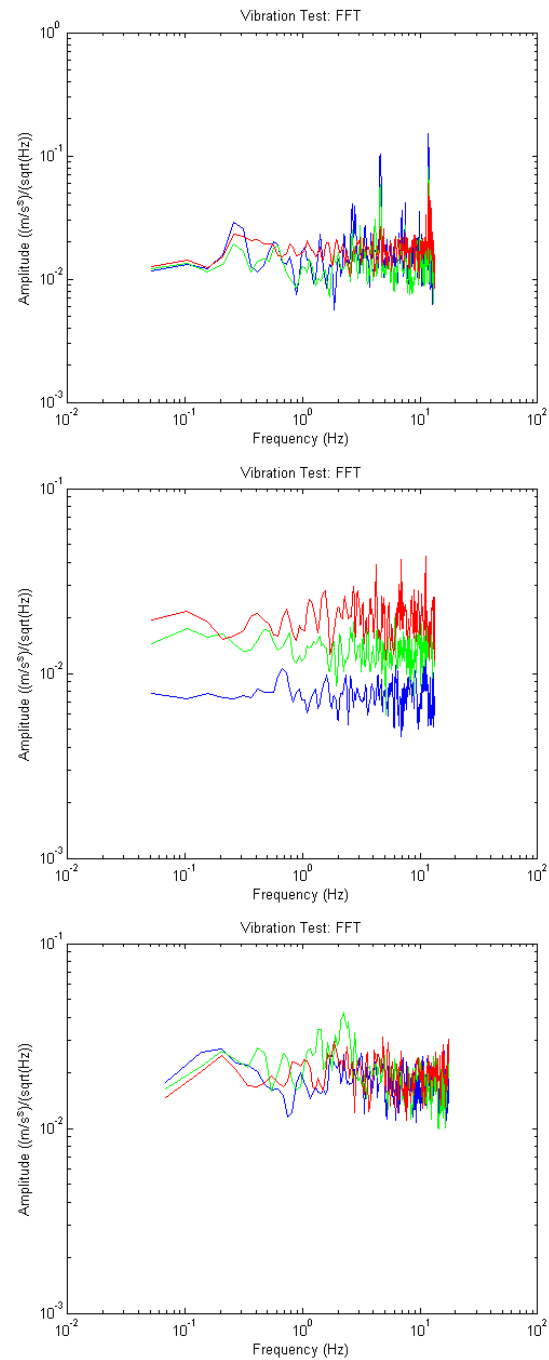 Vibration Test: FFT
10^0
10^-1
10^-2
10^-3
Amplitude ((m/s^s)/(sqrt(Hz))
10^-2 10^-1 10^0 10^1 10^2
Frequency (Hz)
Vibration Test: FFT
10^-1
10^-2
10^-3
Amplitude ((m/s^s)/(sqrt(Hz))
10^-2 10^-1 10^0 10^1 10^2
Frequency (Hz)
Vibration Test: FFT
10^-1
10^-2
10^-3
Amplitude ((m/s^s)/(sqrt(Hz))
10^-2 10^-1 10^0 10^1 10^2
Frequency (Hz)